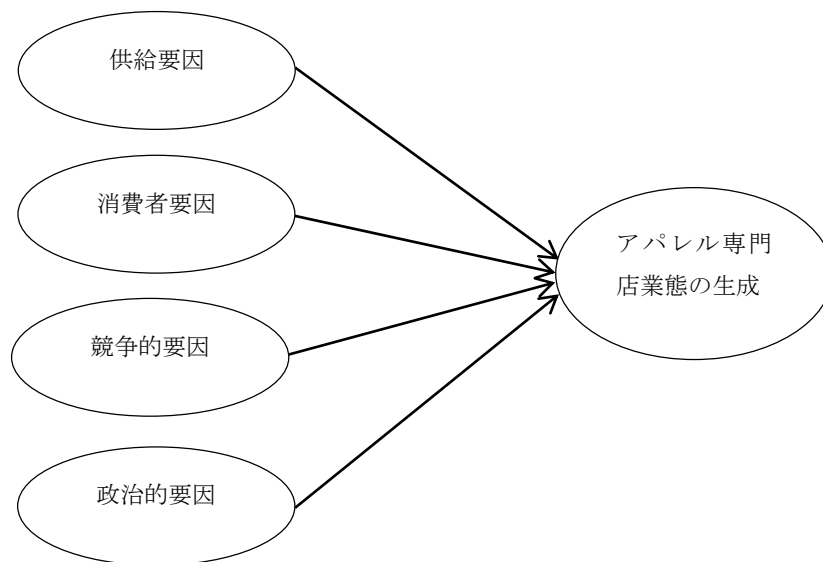 供給要因
消費者要因
競争的要因
政治的要因
アパレル専門
店業態の生成